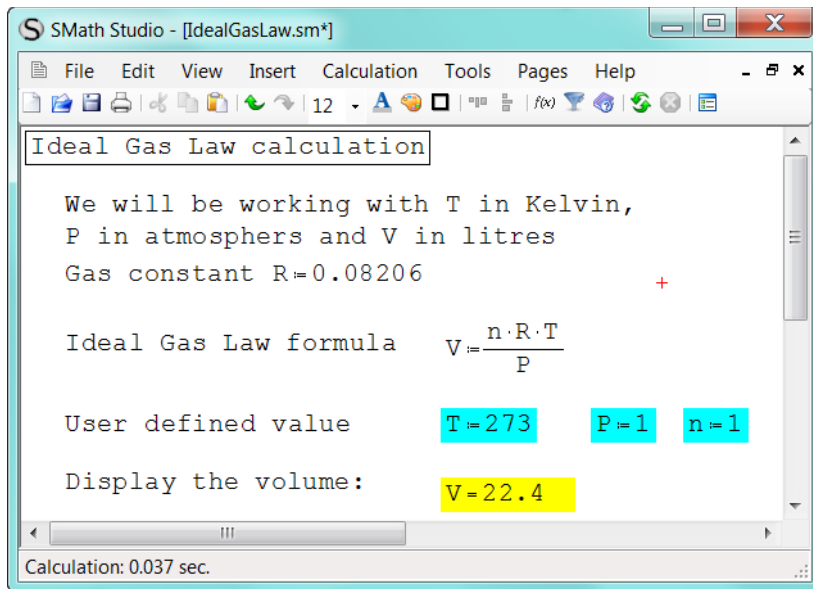 SMath Studio - [IdealGasLaw.sm*]
File Edit View Insert Calculation Tools Pages Help
12 A f(x)
Ideal Gas Law calculation
We will be working with T in Kelvin,
P in atmosphers and V in litres
Gas constant R≔0.08206
Ideal Gas Law formula V≔n·R·T/P
User defined value T≔273 P≔1 n≔1
Display the volume: V=22.4
Calculation: 0.037 sec.